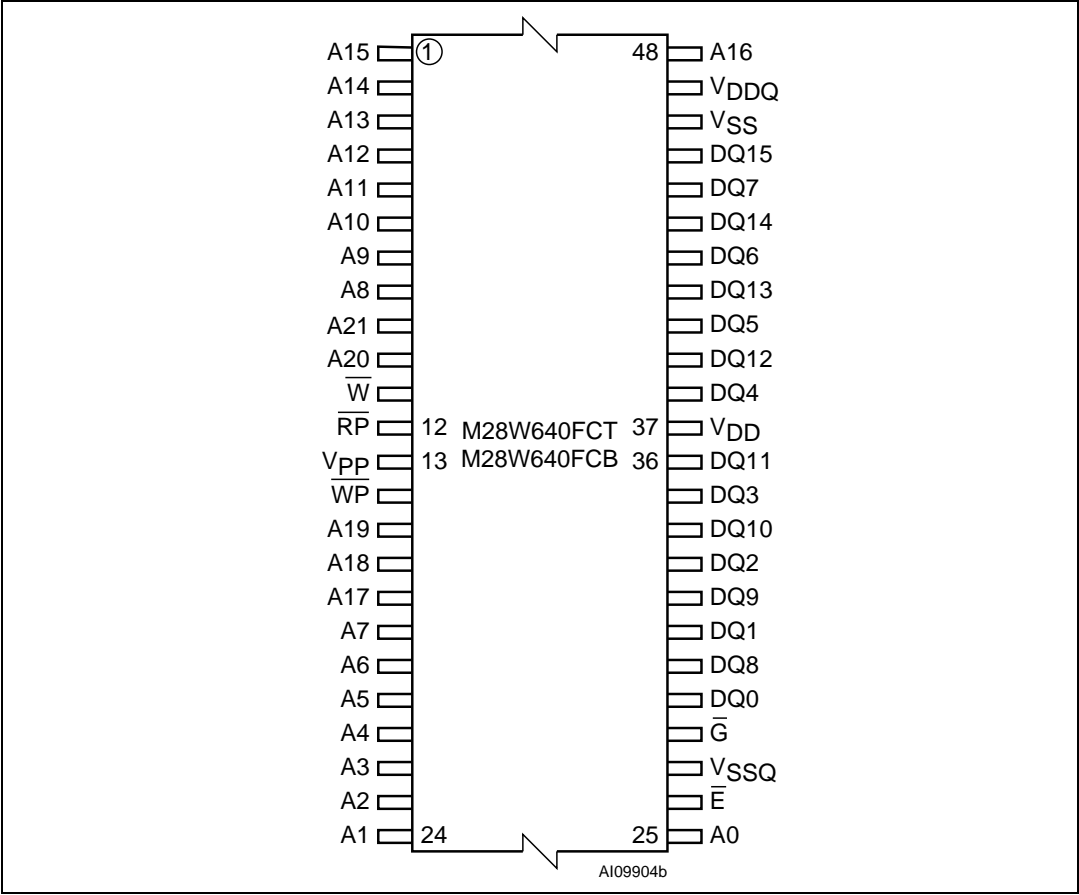 A15 1 48 A16
A14 VDDQ
A13 VSS
A12 DQ15
A11 DQ7
A10 DQ14
A9 DQ6
A8 DQ13
A21 DQ5
A20 DQ12
W̅ DQ4
R̅P̅ 12 M28W640FCT 37 VDD
VPP 13 M28W640FCB 36 DQ11
W̅P̅ DQ3
A19 DQ10
A18 DQ2
A17 DQ9
A7 DQ1
A6 DQ8
A5 DQ0
A4 G̅
A3 VSSQ
A2 E̅
A1 24 25 A0
AI09904b